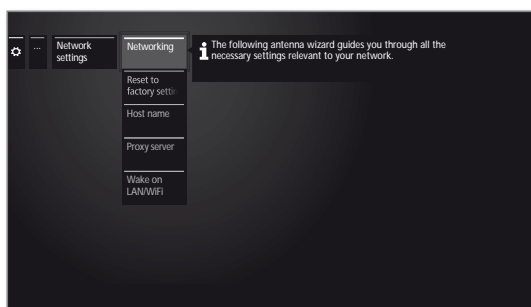 ...
Network
settings
Networking
The following antenna wizard guides you through all the
necessary settings relevant to your network.
Reset to
factory settin
Host name
Proxy server
Wake on
LAN/WiFi